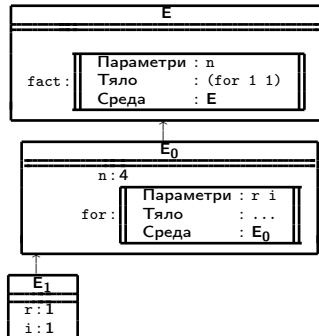 E
fact : Параметри : n
Тяло : (for 1 1)
Среда : E
E0
n : 4
for : Параметри : r i
Тяло : ...
Среда : E0
E1
r : 1
i : 1